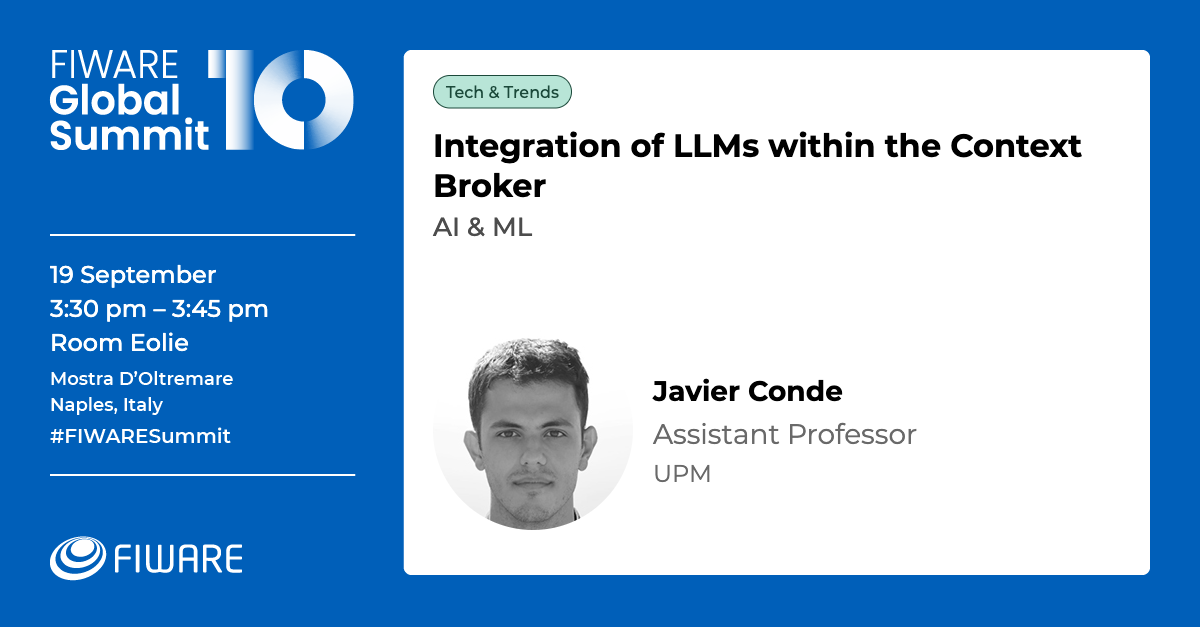 FIWARE
Global
Summit
10
19 September
3:30 pm – 3:45 pm
Room Eolie
Mostra D’Oltremare
Naples, Italy
#FIWARESummit
FIWARE
Tech & Trends
Integration of LLMs within the Context
Broker
AI & ML
Javier Conde
Assistant Professor
UPM